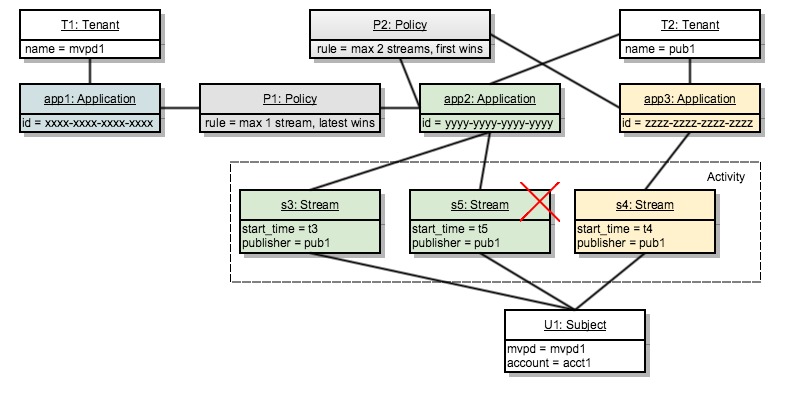 T1: Tenant
name = mvpd1
P2: Policy
rule = max 2 streams, first wins
T2: Tenant
name = pub1
app1: Application
id = xxxx-xxxx-xxxx-xxxx
P1: Policy
rule = max 1 stream, latest wins
app2: Application
id = yyyy-yyyy-yyyy-yyyy
app3: Application
id = zzzz-zzzz-zzzz-zzzz
Activity
s3: Stream
start_time = t3
publisher = pub1
s5: Stream
start_time = t5
publisher = pub1
s4: Stream
start_time = t4
publisher = pub1
U1: Subject
mvpd = mvpd1
account = acct1